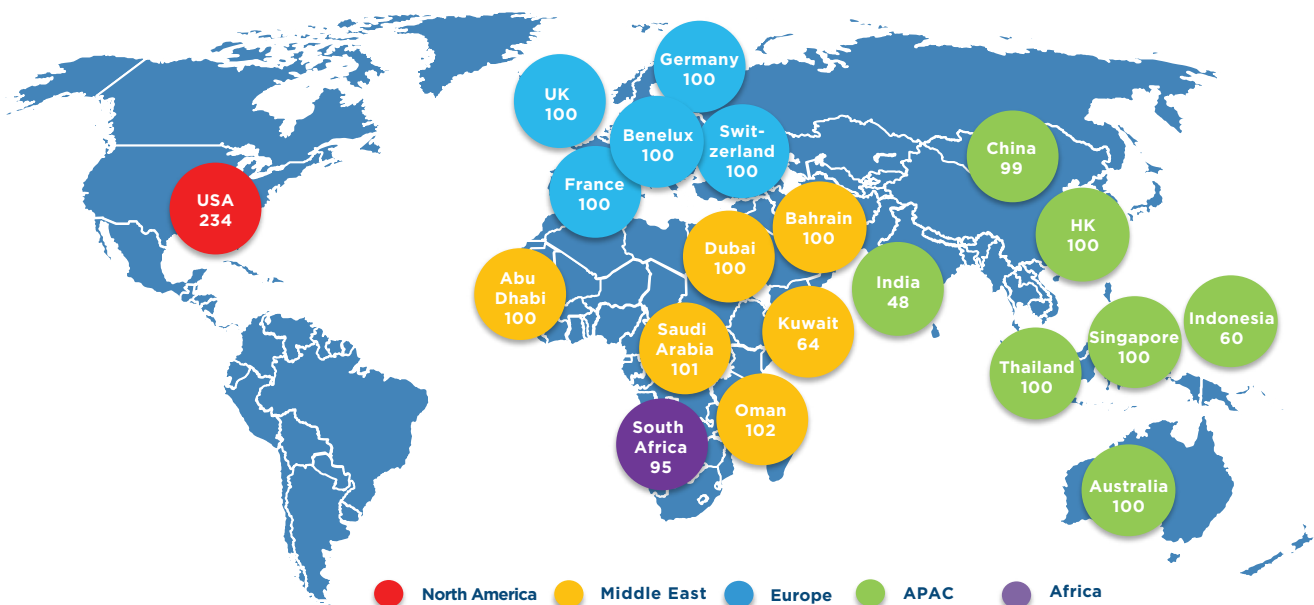 Germany
100
UK
100
Benelux
100
Swit-
zerland
100
France
100
China
99
USA
234
Bahrain
100
HK
100
Dubai
100
Abu
Dhabi
100
India
48
Kuwait
64
Saudi
Arabia
101
Indonesia
60
Singapore
100
Thailand
100
Oman
102
South
Africa
95
Australia
100
North America
Middle East
Europe
APAC
Africa